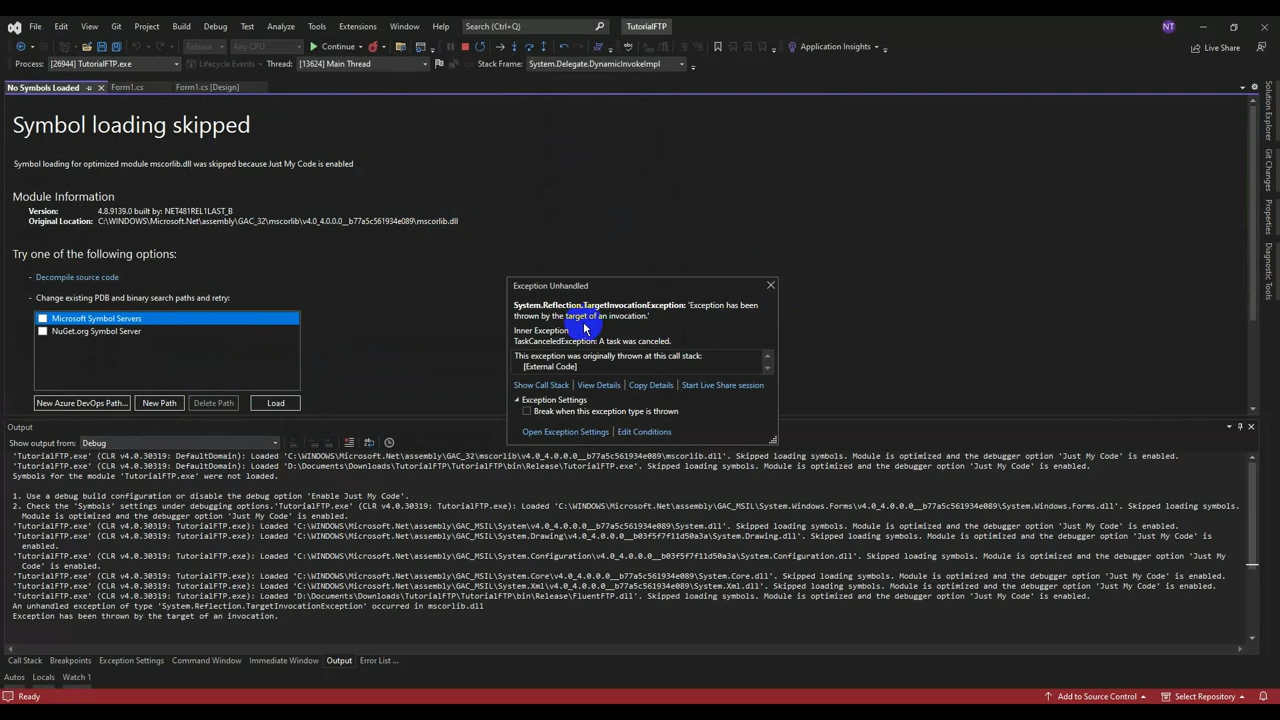 File Edit View Git Project Build Debug Test Analyze Tools Extensions Window Help Search (Ctrl+Q) TutorialFTP NT
Release Any CPU Continue Application Insights Live Share
Process: [26944] TutorialFTP.exe Lifecycle Events Thread: [13624] Main Thread Stack Frame: System.Delegate.DynamicInvokeImpl
No Symbols Loaded Form1.cs Form1.cs [Design]
Symbol loading skipped
Symbol loading for optimized module mscorlib.dll was skipped because Just My Code is enabled
Module Information
Version: 4.8.9139.0 built by: NET481REL1LAST_B
Original Location: C:\WINDOWS\Microsoft.Net\assembly\GAC_32\mscorlib\v4.0_4.0.0.0__b77a5c561934e089\mscorlib.dll
Try one of the following options:
- Decompile source code
- Change existing PDB and binary search paths and retry:
Microsoft Symbol Servers
NuGet.org Symbol Server
New Azure DevOps Path... New Path Delete Path Load
Exception Unhandled
System.Reflection.TargetInvocationException: 'Exception has been
thrown by the target of an invocation.'
Inner Exception
TaskCanceledException: A task was canceled.
This exception was originally thrown at this call stack:
[External Code]
Show Call Stack | View Details | Copy Details | Start Live Share session
Exception Settings
Break when this exception type is thrown
Open Exception Settings | Edit Conditions
Solution Explorer
Git Changes
Properties
Diagnostic Tools
Output
Show output from: Debug
'TutorialFTP.exe' (CLR v4.0.30319: DefaultDomain): Loaded 'C:\WINDOWS\Microsoft.Net\assembly\GAC_32\mscorlib\v4.0_4.0.0.0__b77a5c561934e089\mscorlib.dll'. Skipped loading symbols. Module is optimized and the debugger option 'Just My Code' is enabled.
'TutorialFTP.exe' (CLR v4.0.30319: DefaultDomain): Loaded 'D:\Documents\Downloads\TutorialFTP\TutorialFTP\bin\Release\TutorialFTP.exe'. Skipped loading symbols. Module is optimized and the debugger option 'Just My Code' is enabled.
Symbols for the module 'TutorialFTP.exe' were not loaded.
1. Use a debug build configuration or disable the debug option 'Enable Just My Code'.
2. Check the 'Symbols' settings under debugging options.'TutorialFTP.exe' (CLR v4.0.30319: TutorialFTP.exe): Loaded 'C:\WINDOWS\Microsoft.Net\assembly\GAC_MSIL\System.Windows.Forms\v4.0_4.0.0.0__b77a5c561934e089\System.Windows.Forms.dll'. Skipped loading symbols.
Module is optimized and the debugger option 'Just My Code' is enabled.
'TutorialFTP.exe' (CLR v4.0.30319: TutorialFTP.exe): Loaded 'C:\WINDOWS\Microsoft.Net\assembly\GAC_MSIL\System\v4.0_4.0.0.0__b77a5c561934e089\System.dll'. Skipped loading symbols. Module is optimized and the debugger option 'Just My Code' is enabled.
'TutorialFTP.exe' (CLR v4.0.30319: TutorialFTP.exe): Loaded 'C:\WINDOWS\Microsoft.Net\assembly\GAC_MSIL\System.Drawing\v4.0_4.0.0.0__b03f5f7f11d50a3a\System.Drawing.dll'. Skipped loading symbols. Module is optimized and the debugger option 'Just My Code' is
enabled.
'TutorialFTP.exe' (CLR v4.0.30319: TutorialFTP.exe): Loaded 'C:\WINDOWS\Microsoft.Net\assembly\GAC_MSIL\System.Configuration\v4.0_4.0.0.0__b03f5f7f11d50a3a\System.Configuration.dll'. Skipped loading symbols. Module is optimized and the debugger option 'Just My
Code' is enabled.
'TutorialFTP.exe' (CLR v4.0.30319: TutorialFTP.exe): Loaded 'C:\WINDOWS\Microsoft.Net\assembly\GAC_MSIL\System.Core\v4.0_4.0.0.0__b77a5c561934e089\System.Core.dll'. Skipped loading symbols. Module is optimized and the debugger option 'Just My Code' is enabled.
'TutorialFTP.exe' (CLR v4.0.30319: TutorialFTP.exe): Loaded 'C:\WINDOWS\Microsoft.Net\assembly\GAC_MSIL\System.Xml\v4.0_4.0.0.0__b77a5c561934e089\System.Xml.dll'. Skipped loading symbols. Module is optimized and the debugger option 'Just My Code' is enabled.
'TutorialFTP.exe' (CLR v4.0.30319: TutorialFTP.exe): Loaded 'D:\Documents\Downloads\TutorialFTP\TutorialFTP\bin\Release\FluentFTP.dll'. Skipped loading symbols. Module is optimized and the debugger option 'Just My Code' is enabled.
An unhandled exception of type 'System.Reflection.TargetInvocationException' occurred in mscorlib.dll
Exception has been thrown by the target of an invocation.
Call Stack Breakpoints Exception Settings Command Window Immediate Window Output Error List ...
Autos Locals Watch 1
Ready Add to Source Control Select Repository